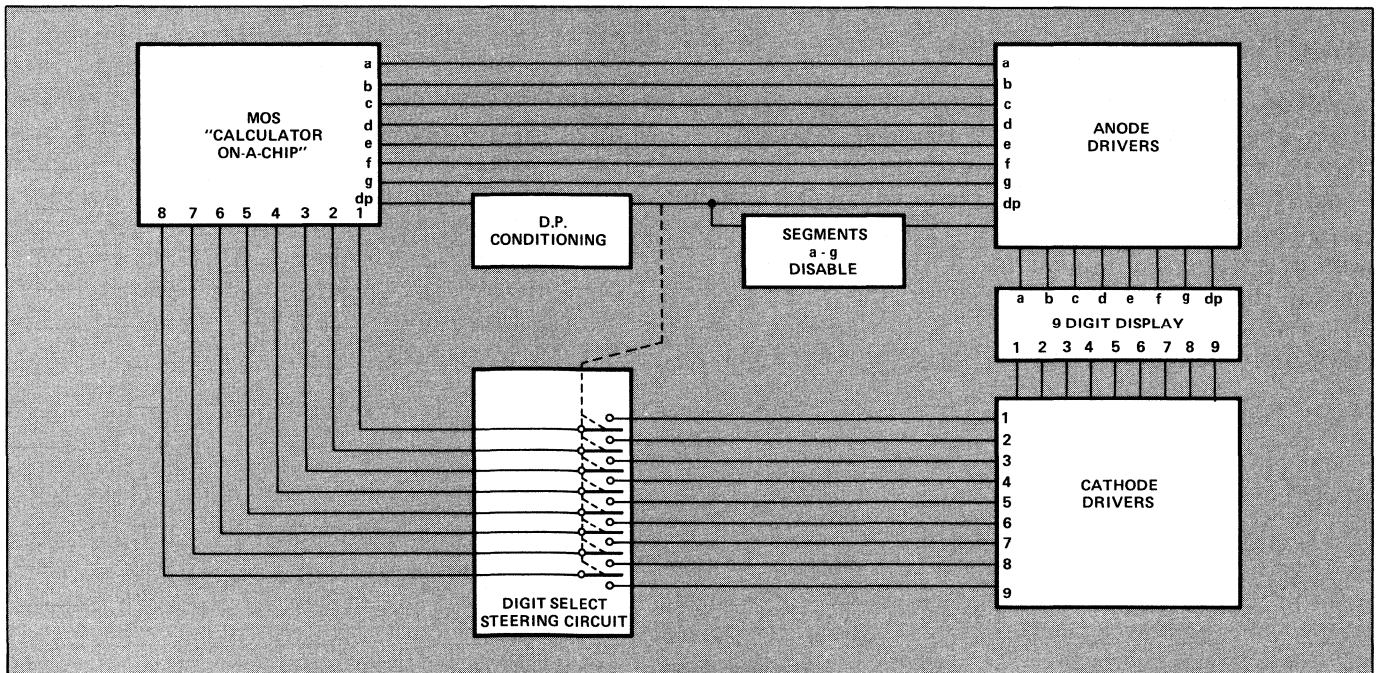 MOS
"CALCULATOR
ON-A-CHIP"
a
b
c
d
e
f
g
dp
8 7 6 5 4 3 2 1
D.P.
CONDITIONING
SEGMENTS
a - g
DISABLE
a
b
c
d
e
f
g
dp
ANODE
DRIVERS
a b c d e f g dp
9 DIGIT DISPLAY
1 2 3 4 5 6 7 8 9
DIGIT SELECT
STEERING CIRCUIT
1
2
3
4
5
6
7
8
9
CATHODE
DRIVERS